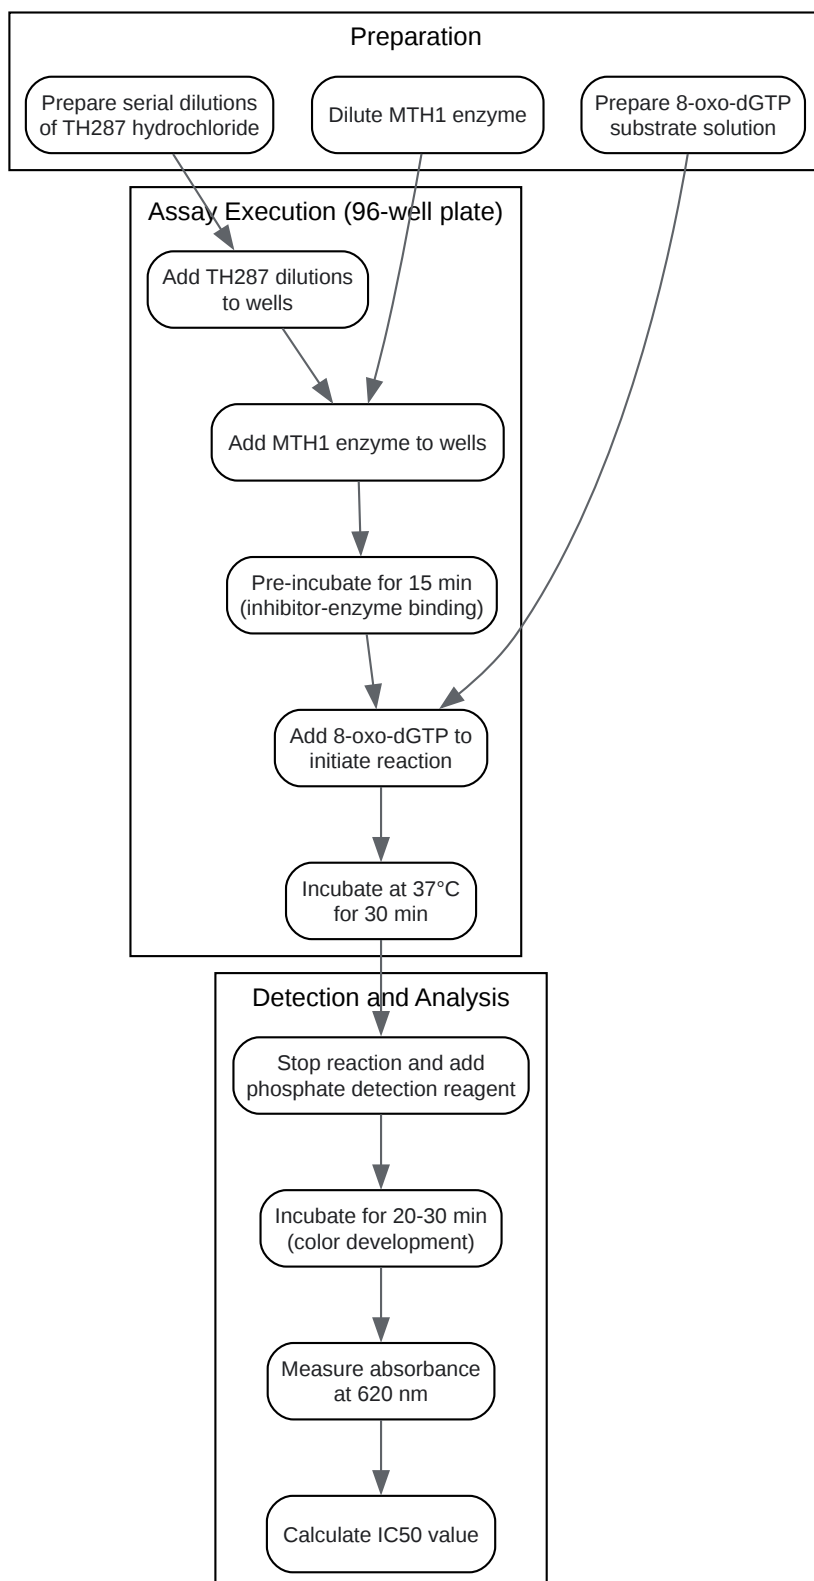 Preparation
Prepare serial dilutions
of TH287 hydrochloride
Dilute MTH1 enzyme
Prepare 8-oxo-dGTP
substrate solution
Assay Execution (96-well plate)
Add TH287 dilutions
to wells
Add MTH1 enzyme to wells
Pre-incubate for 15 min
(inhibitor-enzyme binding)
Add 8-oxo-dGTP to
initiate reaction
Incubate at 37°C
for 30 min
Detection and Analysis
Stop reaction and add
phosphate detection reagent
Incubate for 20-30 min
(color development)
Measure absorbance
at 620 nm
Calculate IC50 value